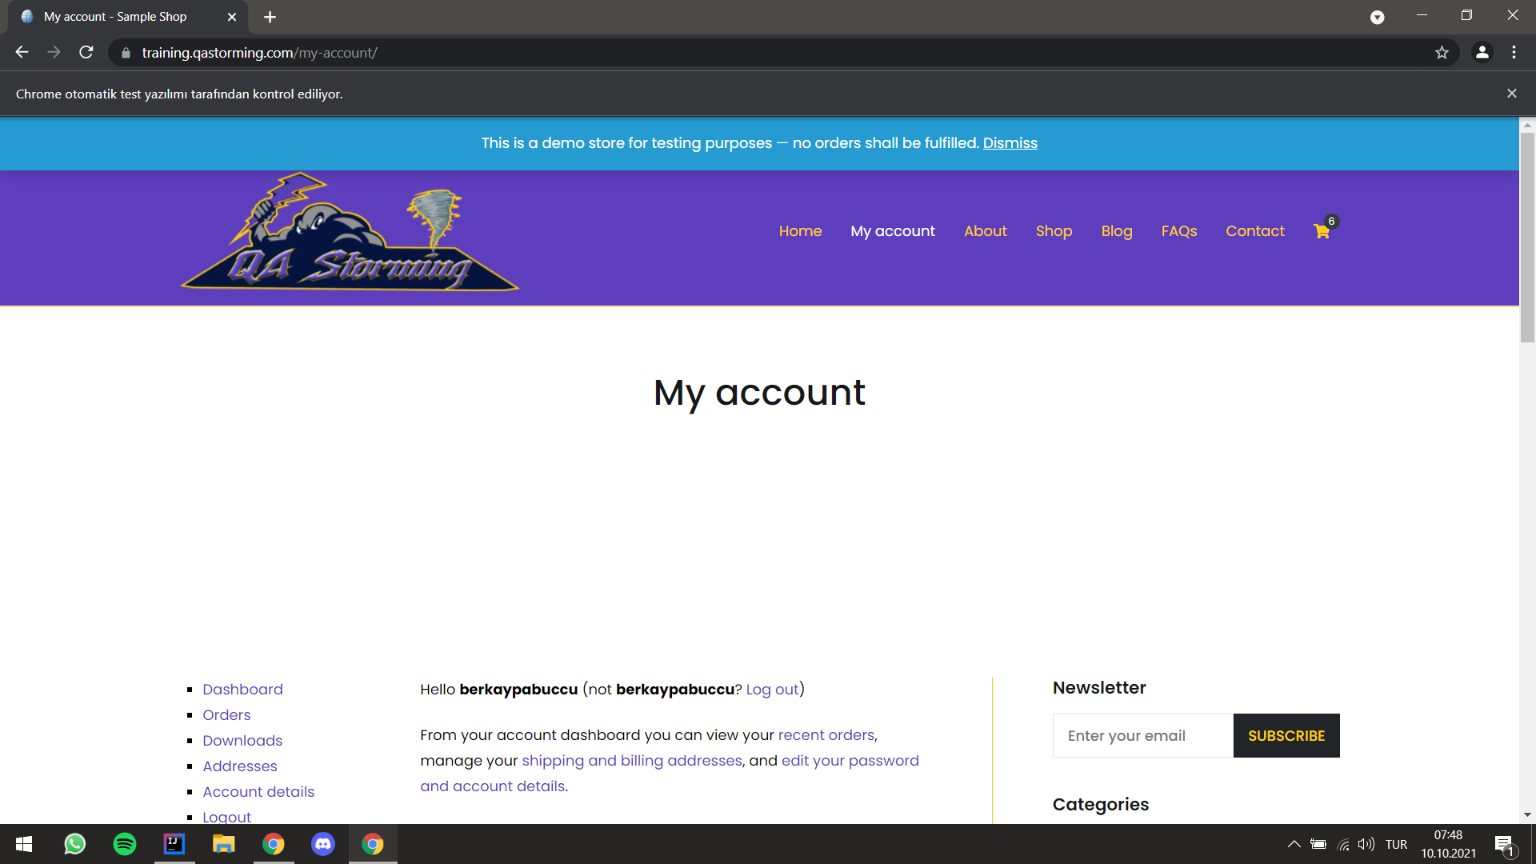 My account - Sample Shop
training.qastorming.com/my-account/
Chrome otomatik test yazılımı tarafından kontrol ediliyor.
This is a demo store for testing purposes — no orders shall be fulfilled. Dismiss
QA Storming
Home My account About Shop Blog FAQs Contact 6
My account
Dashboard
Orders
Downloads
Addresses
Account details
Logout
Hello berkaypabuccu (not berkaypabuccu? Log out)
From your account dashboard you can view your recent orders,
manage your shipping and billing addresses, and edit your password
and account details.
Newsletter
Enter your email SUBSCRIBE
Categories
IJ
TUR
07:48
10.10.2021
1